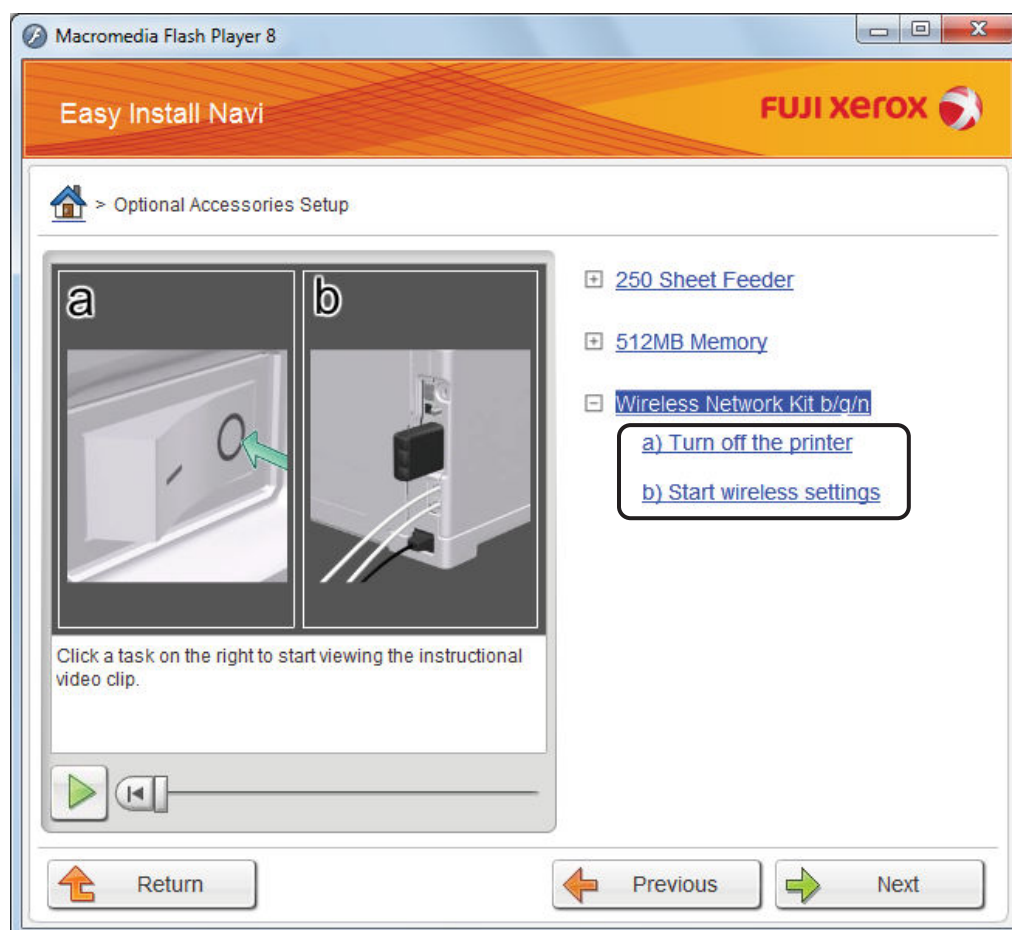 Macromedia Flash Player 8
Easy Install Navi
FUJI xerox
> Optional Accessories Setup
a
b
Click a task on the right to start viewing the instructional
video clip.
250 Sheet Feeder
512MB Memory
Wireless Network Kit b/g/n
a) Turn off the printer
b) Start wireless settings
Return
Previous
Next